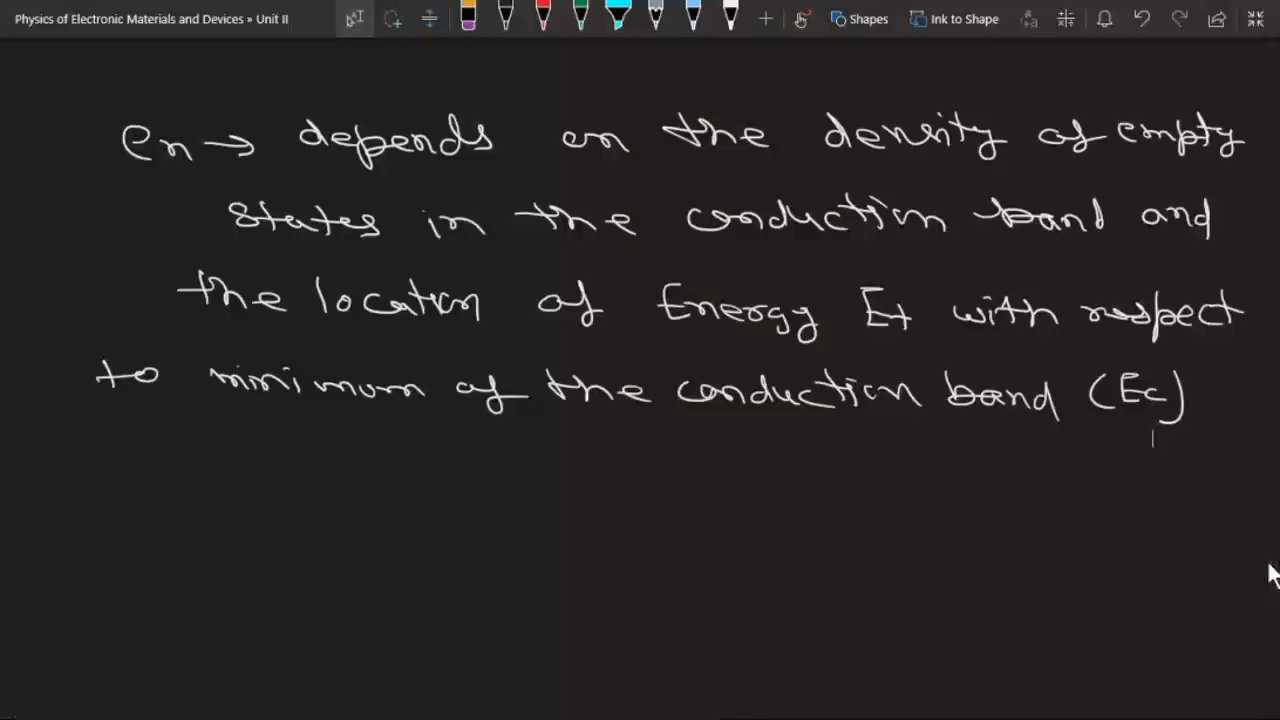 Physics of Electronic Materials and Devices » Unit II
Shapes
Ink to Shape
en → depends on the density of empty
states in the conduction band and
the location of Energy Et with respect
to minimum of the conduction band (Ec)